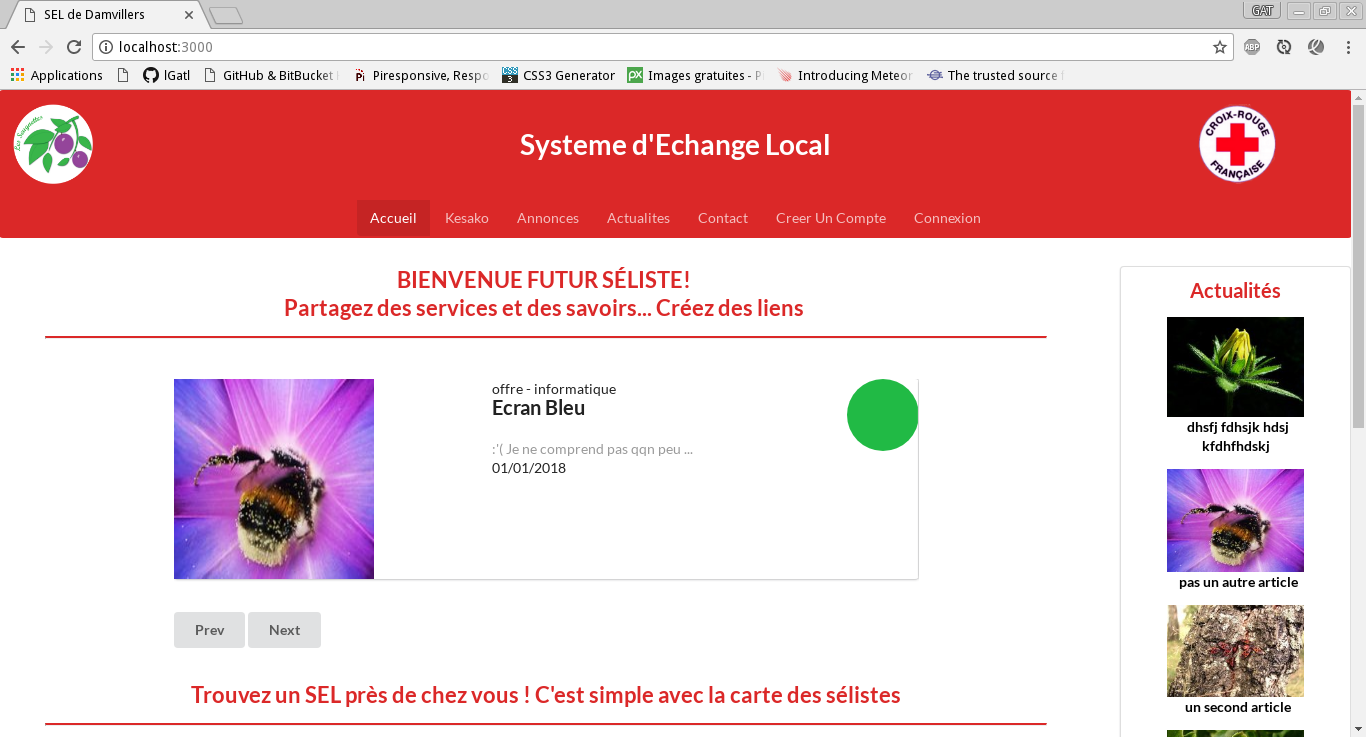 SEL de Damvillers
GAT
localhost:3000
ABP
Applications
lGatl
GitHub & BitBucket
Piresponsive, Respo
CSS3 Generator
Images gratuites - P
Introducing Meteor
The trusted source
Les Saugnettes
Systeme d'Echange Local
CROIX-ROUGE
FRANÇAISE
Accueil
Kesako
Annonces
Actualites
Contact
Creer Un Compte
Connexion
BIENVENUE FUTUR SÉLISTE!
Partagez des services et des savoirs... Créez des liens
offre - informatique
Ecran Bleu
:'( Je ne comprend pas qqn peu ...
01/01/2018
Prev
Next
Trouvez un SEL près de chez vous ! C'est simple avec la carte des sélistes
Actualités
dhsfj fdhsjk hdsj
kfdhfhdskj
pas un autre article
un second article